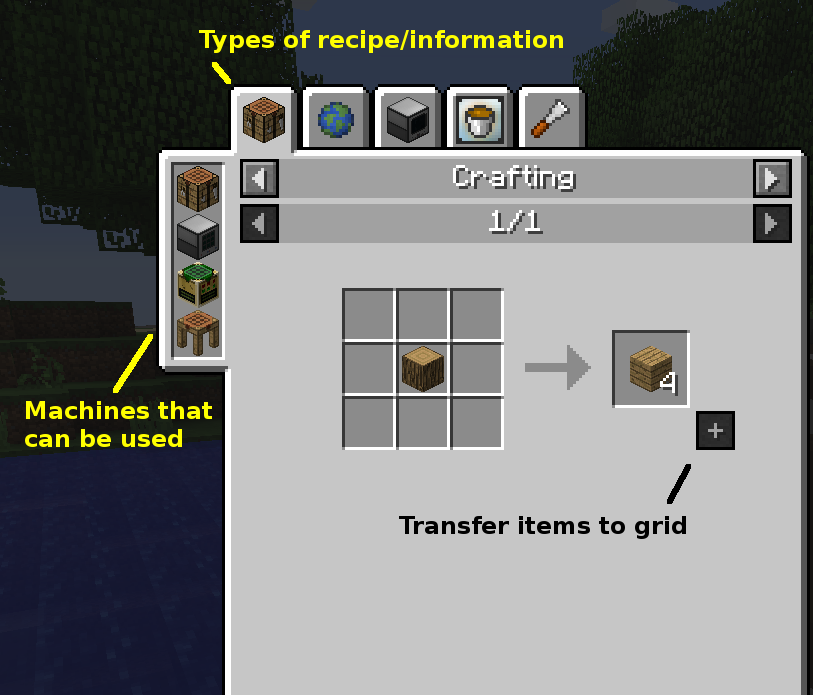 Types of recipe/information
Crafting
1/1
4
+
Machines that
can be used
Transfer items to grid